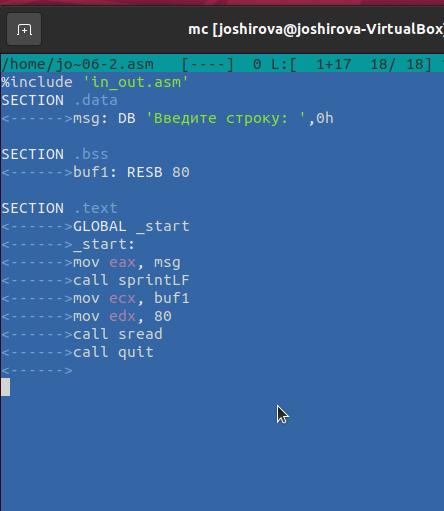 mc [joshirova@joshirova-VirtualBox]
/home/jo~06-2.asm   [----]  0 L:[  1+17  18/ 18]
%include 'in_out.asm'
SECTION .data
<------>msg: DB 'Введите строку: ',0h
SECTION .bss
<------>buf1: RESB 80
SECTION .text
<------>GLOBAL _start
<------>_start:
<------>mov eax, msg
<------>call sprintLF
<------>mov ecx, buf1
<------>mov edx, 80
<------>call sread
<------>call quit
<------>